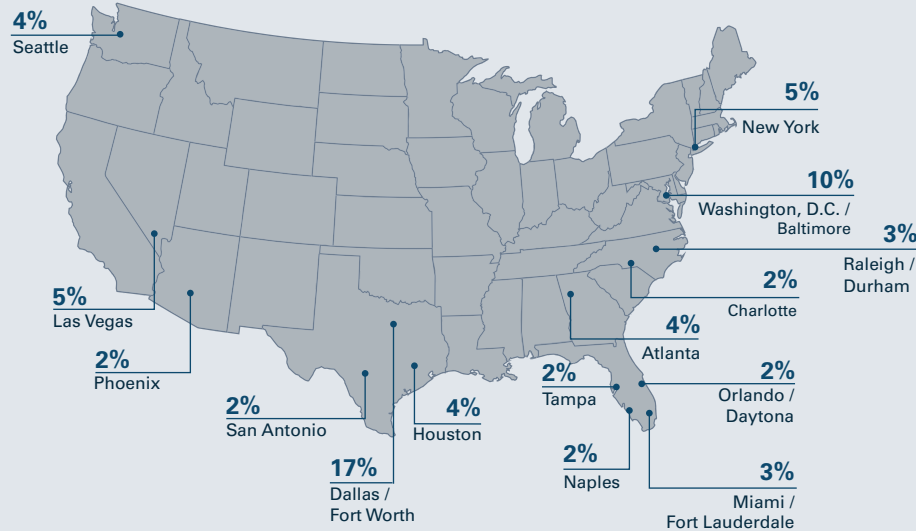 4%
Seattle
5%
New York
10%
Washington, D.C. /
Baltimore
3%
Raleigh /
Durham
2%
Charlotte
4%
Atlanta
5%
Las Vegas
2%
Phoenix
2%
San Antonio
4%
Houston
17%
Dallas /
Fort Worth
2%
Tampa
2%
Orlando /
Daytona
2%
Naples
3%
Miami /
Fort Lauderdale